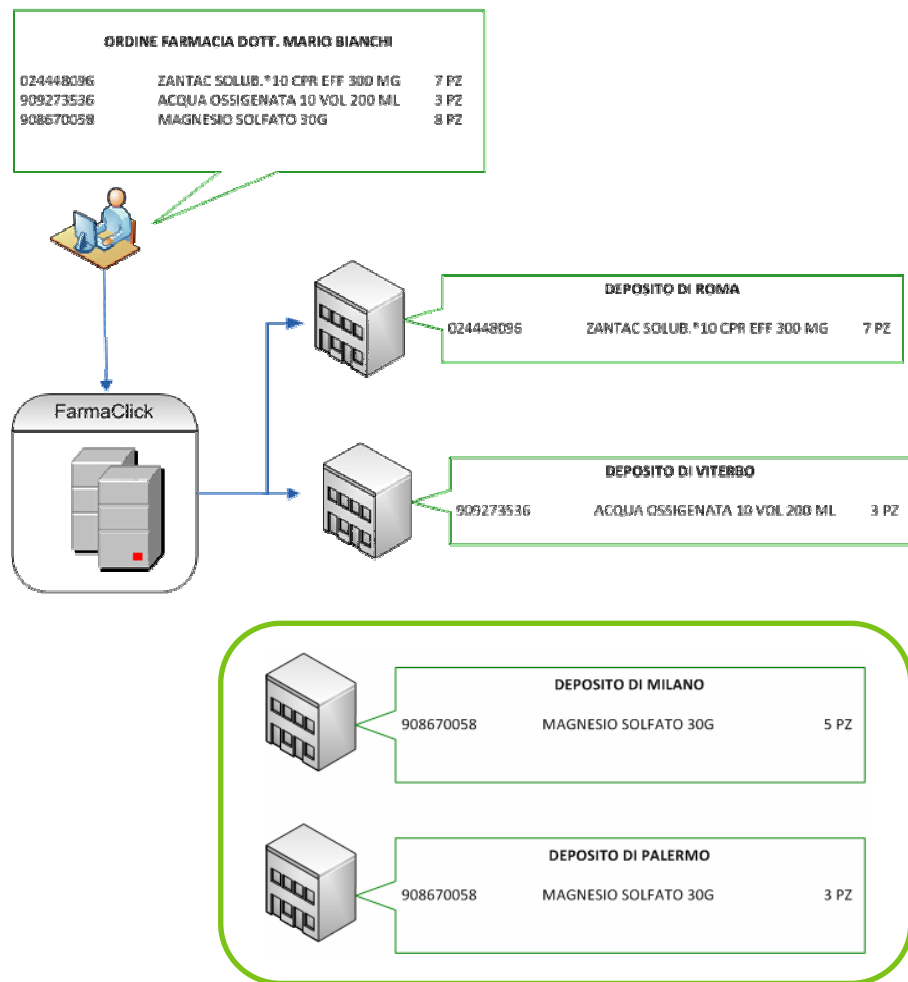 ORDINE FARMACIA DOTT. MARIO BIANCHI
024448096 ZANTAC SOLUB.*10 CPR EFF 300 MG 7 PZ
909273536 ACQUA OSSIGENATA 10 VOL 200 ML 3 PZ
908670058 MAGNESIO SOLFATO 30G 8 PZ
DEPOSITO DI ROMA
024448096 ZANTAC SOLUB.*10 CPR EFF 300 MG 7 PZ
FarmaClick
DEPOSITO DI VITERBO
909273536 ACQUA OSSIGENATA 10 VOL 200 ML 3 PZ
DEPOSITO DI MILANO
908670058 MAGNESIO SOLFATO 30G 5 PZ
DEPOSITO DI PALERMO
908670058 MAGNESIO SOLFATO 30G 3 PZ